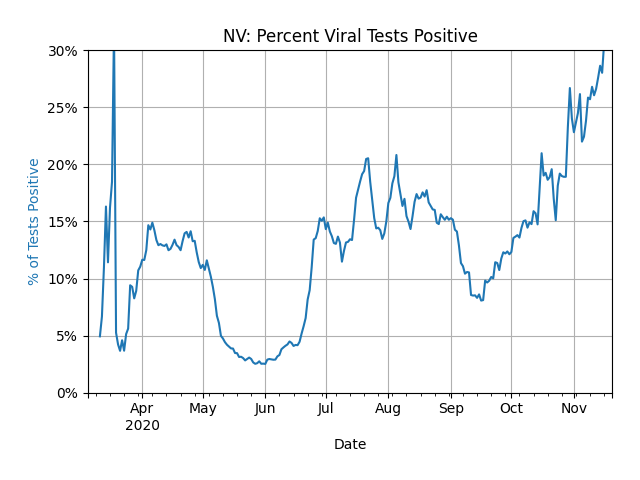 NV: Percent Viral Tests Positive
30%
25%
20%
15%
10%
5%
0%
% of Tests Positive
Apr May Jun Jul Aug Sep Oct Nov
2020
Date